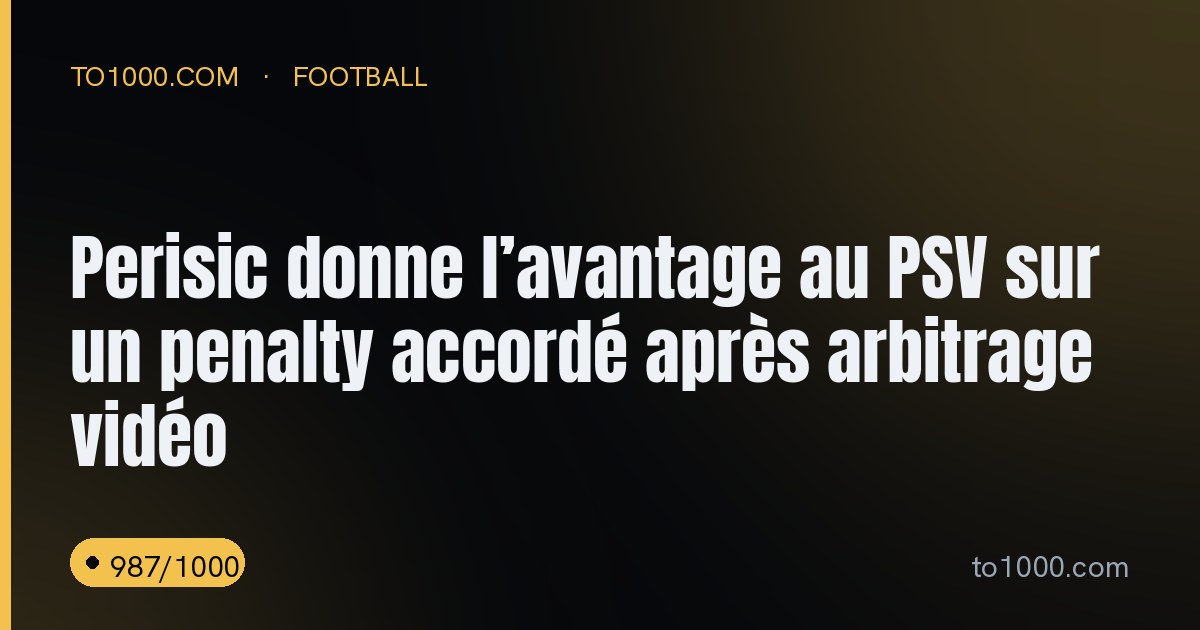 TO1000.COM · FOOTBALL
Perisic donne l’avantage au PSV sur
un penalty accordé après arbitrage
vidéo
987/1000
to1000.com